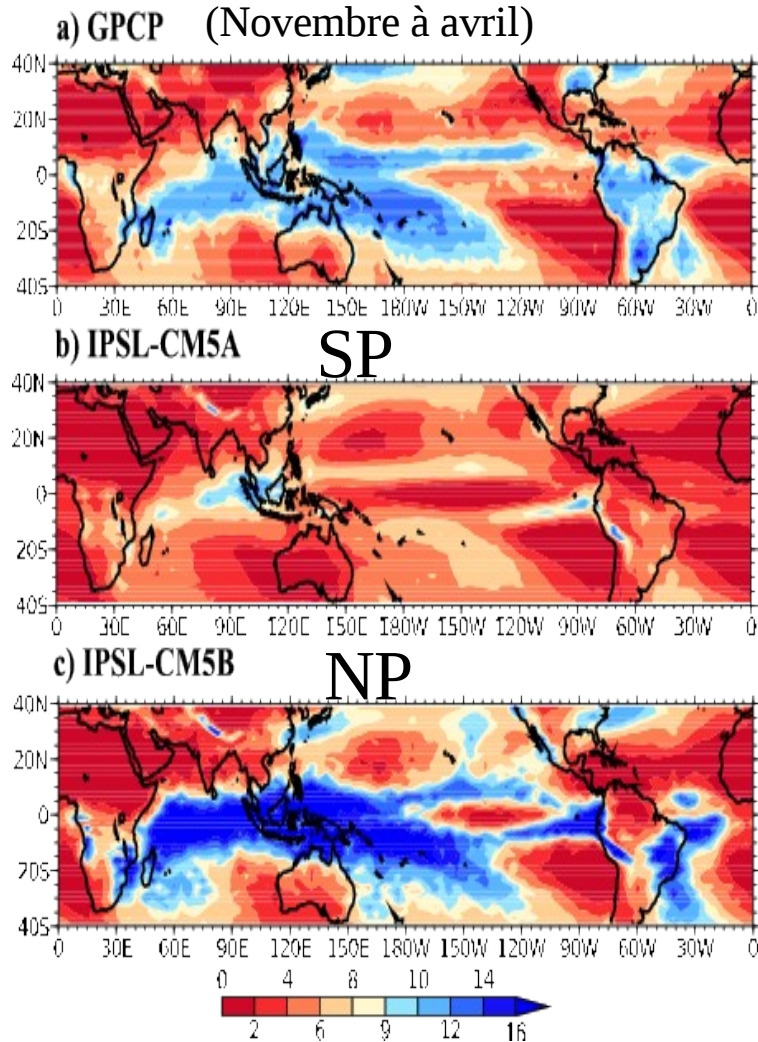 a) GPCP (Novembre à avril)
40N
20N
0
20S
40S
0 30E 60E 90E 120E 150E 180W 150W 120W 90W 60W 30W 0
b) IPSL-CM5A SP
40N
20N
0
20S
40S
0 30E 60E 90E 120E 150E 180W 150W 120W 90W 60W 30W 0
c) IPSL-CM5B NP
40N
20N
0
20S
40S
0 30E 60E 90E 120E 150E 180W 150W 120W 90W 60W 30W 0
0 4 8 10 14
2 6 9 12 16